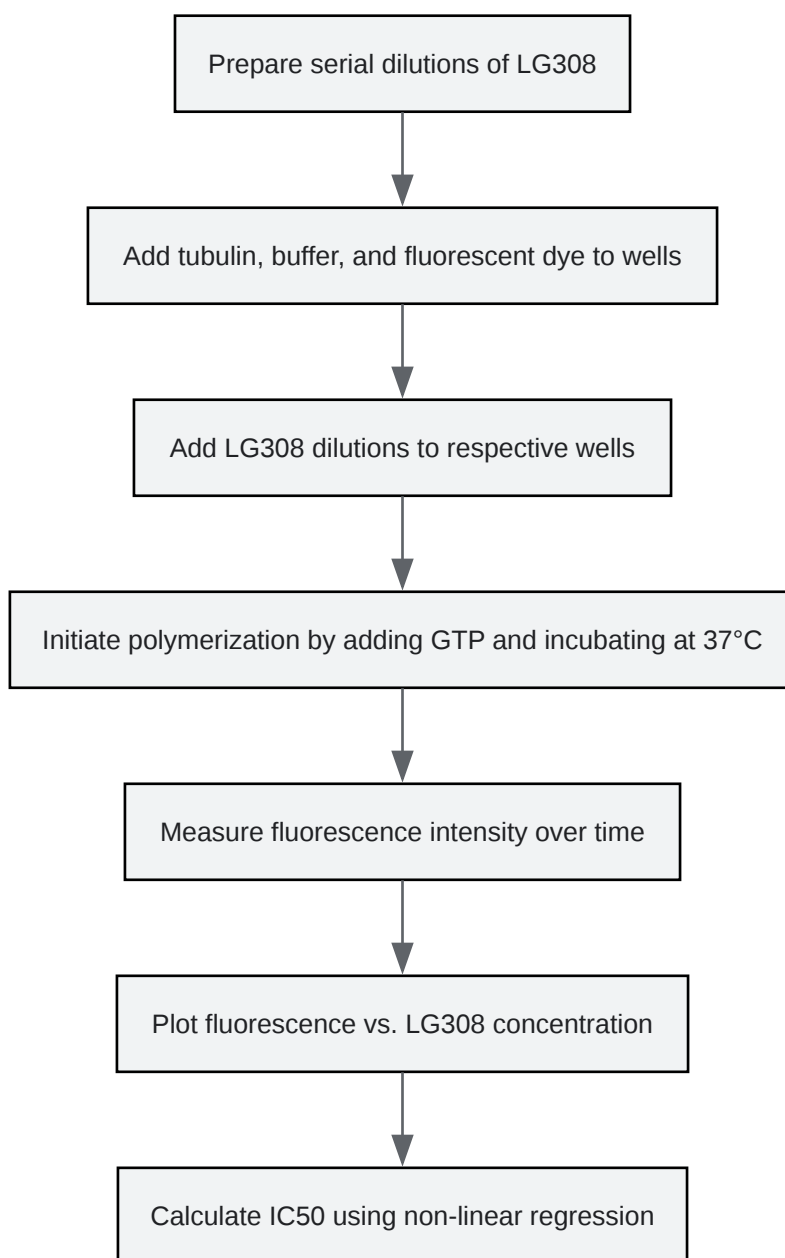 Prepare serial dilutions of LG308
Add tubulin, buffer, and fluorescent dye to wells
Add LG308 dilutions to respective wells
Initiate polymerization by adding GTP and incubating at 37°C
Measure fluorescence intensity over time
Plot fluorescence vs. LG308 concentration
Calculate IC50 using non-linear regression